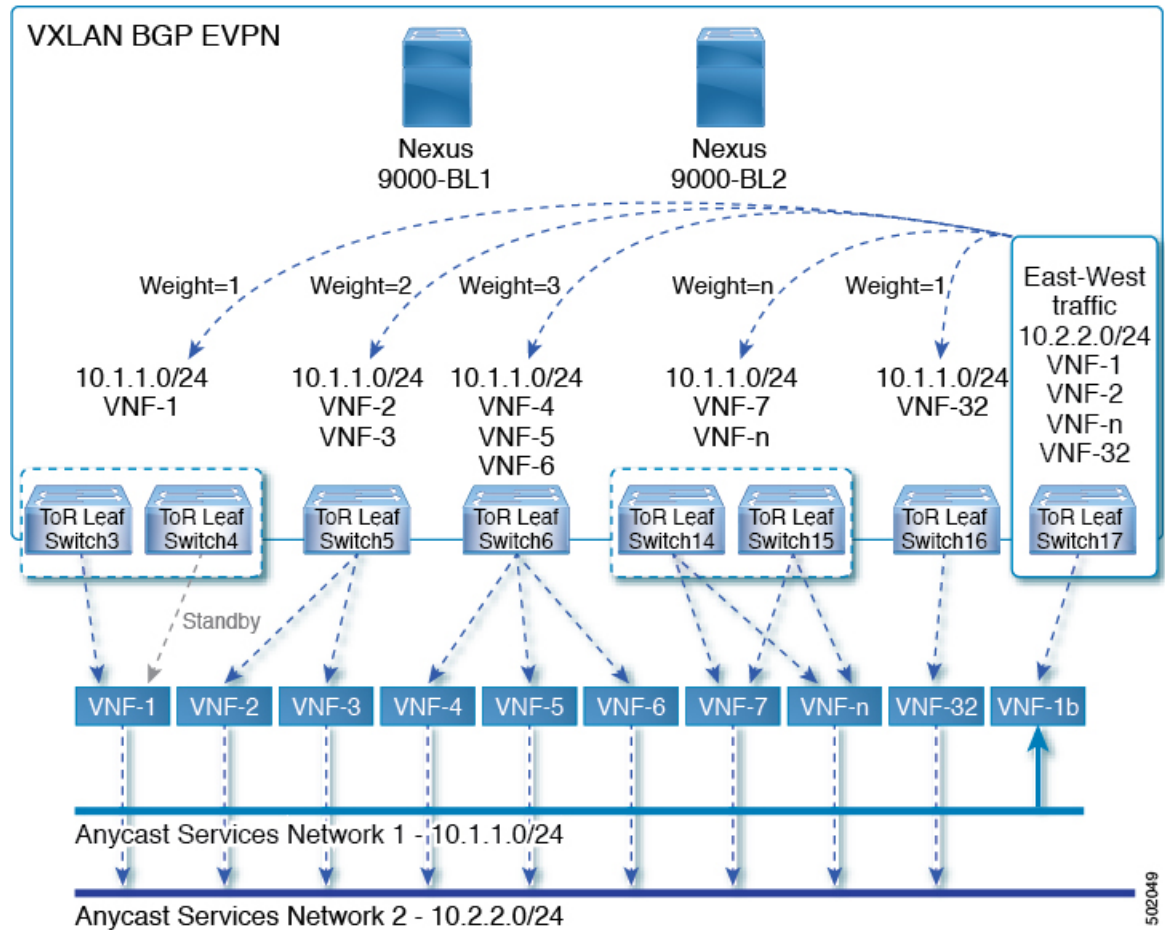 VXLAN BGP EVPN
Nexus
9000-BL1
Nexus
9000-BL2
Weight=1
Weight=2
Weight=3
Weight=n
Weight=1
East-West
traffic
10.2.2.0/24
VNF-1
VNF-2
VNF-n
VNF-32
10.1.1.0/24
VNF-1
10.1.1.0/24
VNF-2
VNF-3
10.1.1.0/24
VNF-4
VNF-5
VNF-6
10.1.1.0/24
VNF-7
VNF-n
10.1.1.0/24
VNF-32
ToR Leaf
Switch3
ToR Leaf
Switch4
ToR Leaf
Switch5
ToR Leaf
Switch6
ToR Leaf
Switch14
ToR Leaf
Switch15
ToR Leaf
Switch16
ToR Leaf
Switch17
Standby
VNF-1
VNF-2
VNF-3
VNF-4
VNF-5
VNF-6
VNF-7
VNF-n
VNF-32
VNF-1b
Anycast Services Network 1 - 10.1.1.0/24
Anycast Services Network 2 - 10.2.2.0/24
502049